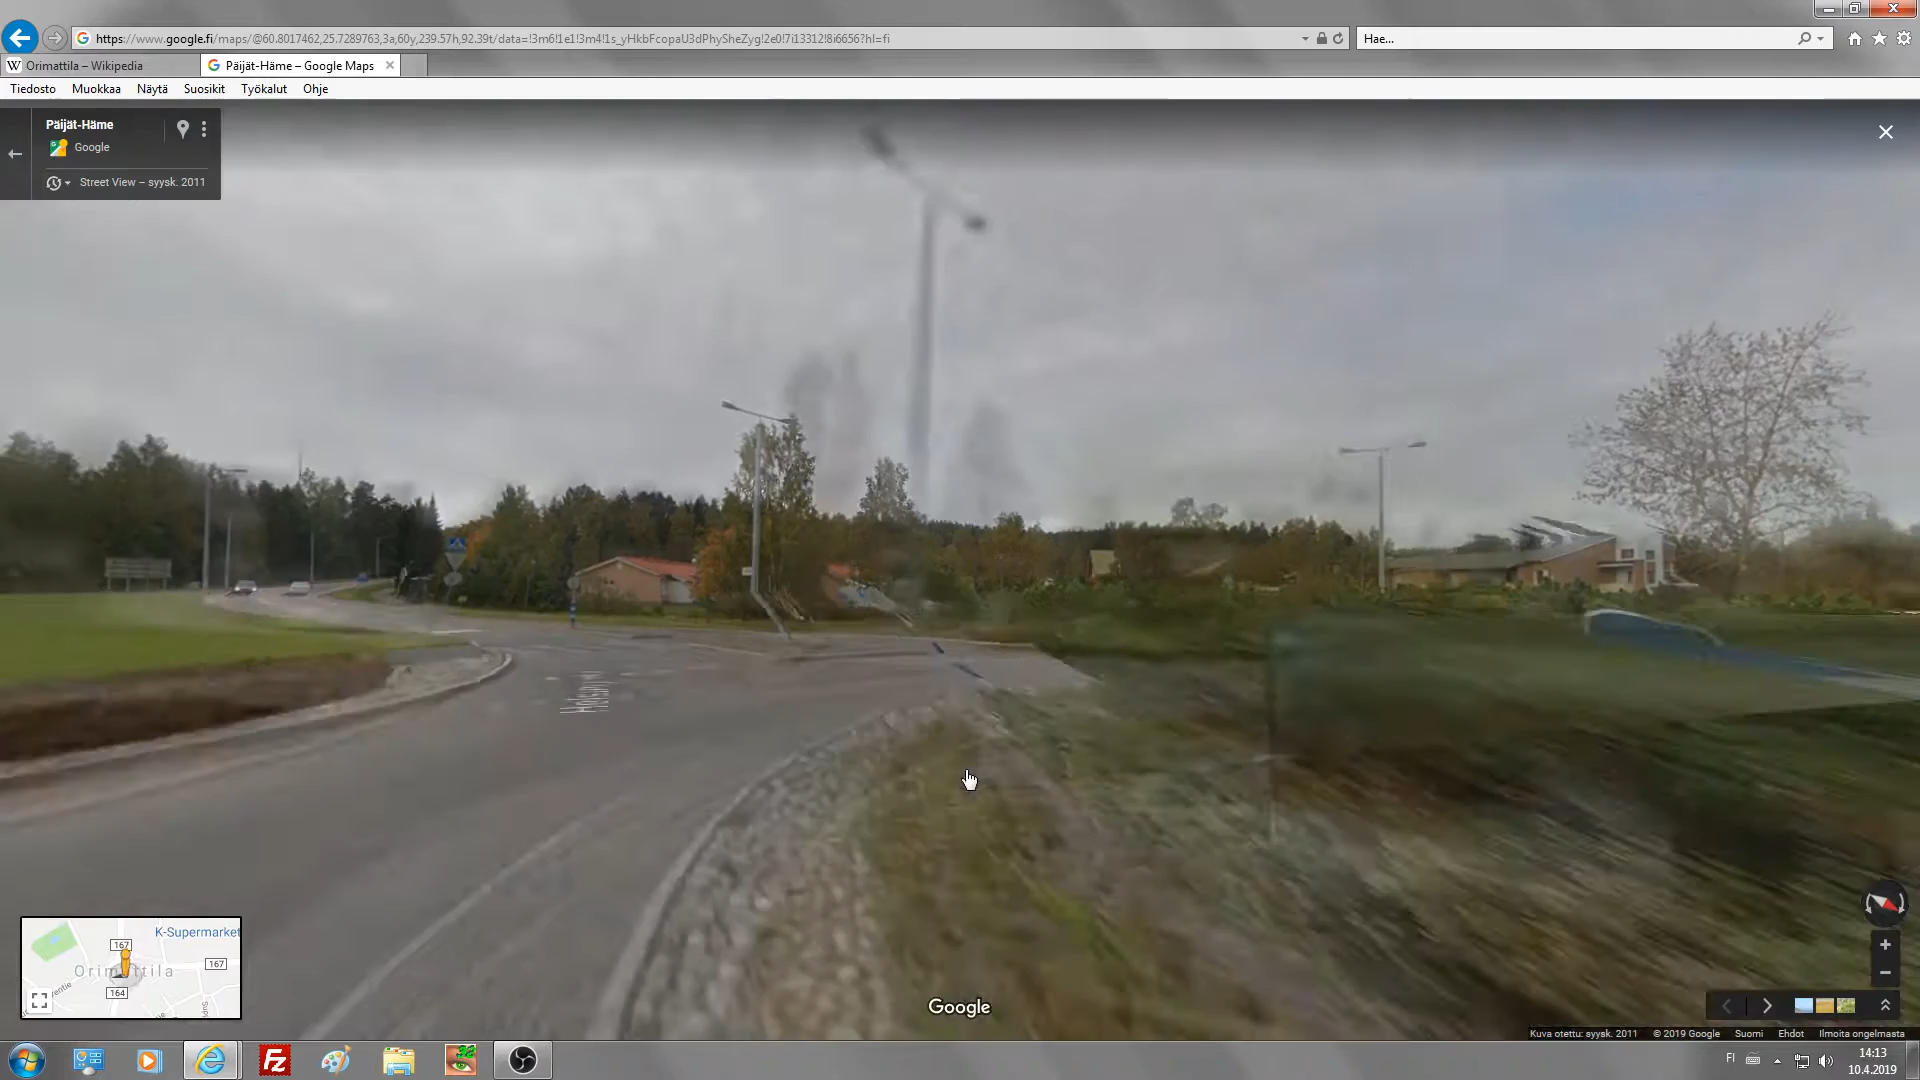 https://www.google.fi/maps/@60.8017462,25.7289763,3a,60y,239.57h,92.39t/data=!3m6!1e1!3m4!1s_yHkbFcopaU3dPhySheZyg!2e0!7i13312!8i6656?hl=fi
Hae...
Orimattila – Wikipedia
Päijät-Häme – Google Maps
Tiedosto Muokkaa Näytä Suosikit Työkalut Ohje
Päijät-Häme
Google
Street View – syysk. 2011
K-Supermarket
167
Orimattila
167
164
Google
Kuva otettu: syysk. 2011 © 2019 Google Suomi Ehdot Ilmoita ongelmasta
FI
14:13
10.4.2019